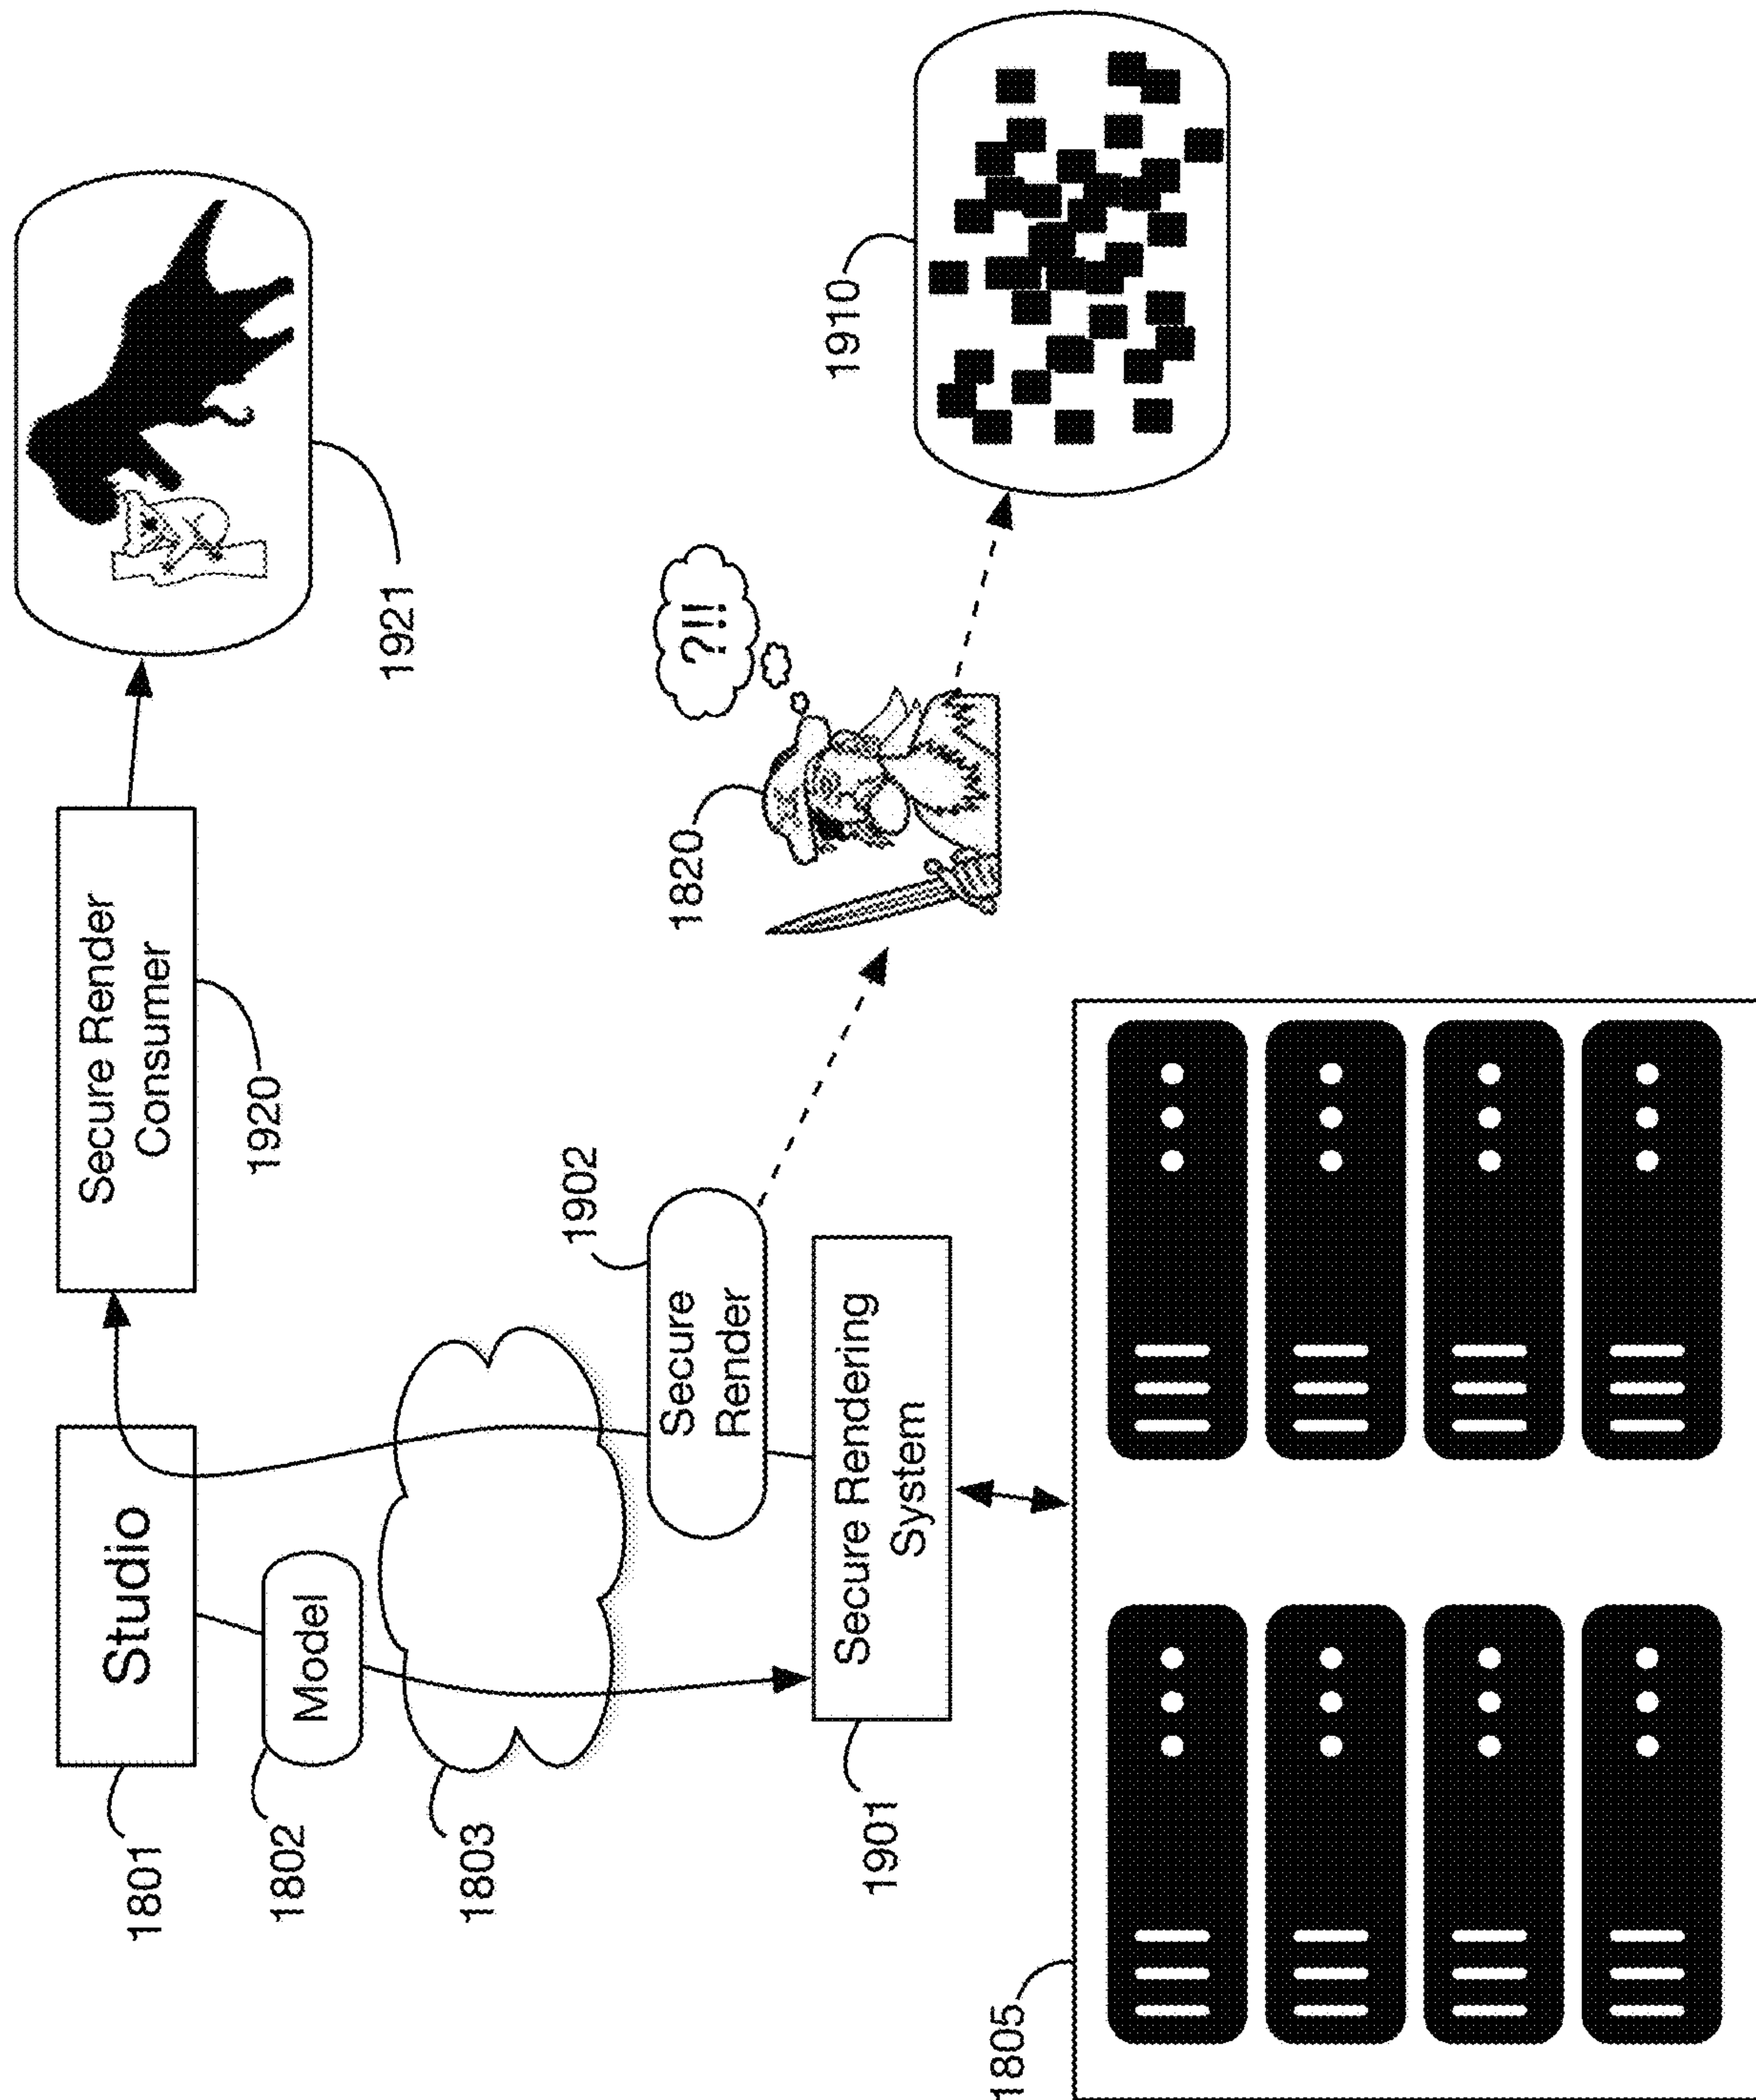 1801
Studio
1802
Model
1803
1901
Secure Rendering
System
1902
Secure
Render
1805
Secure Render
Consumer
1920
1921
1820
?!!
1910